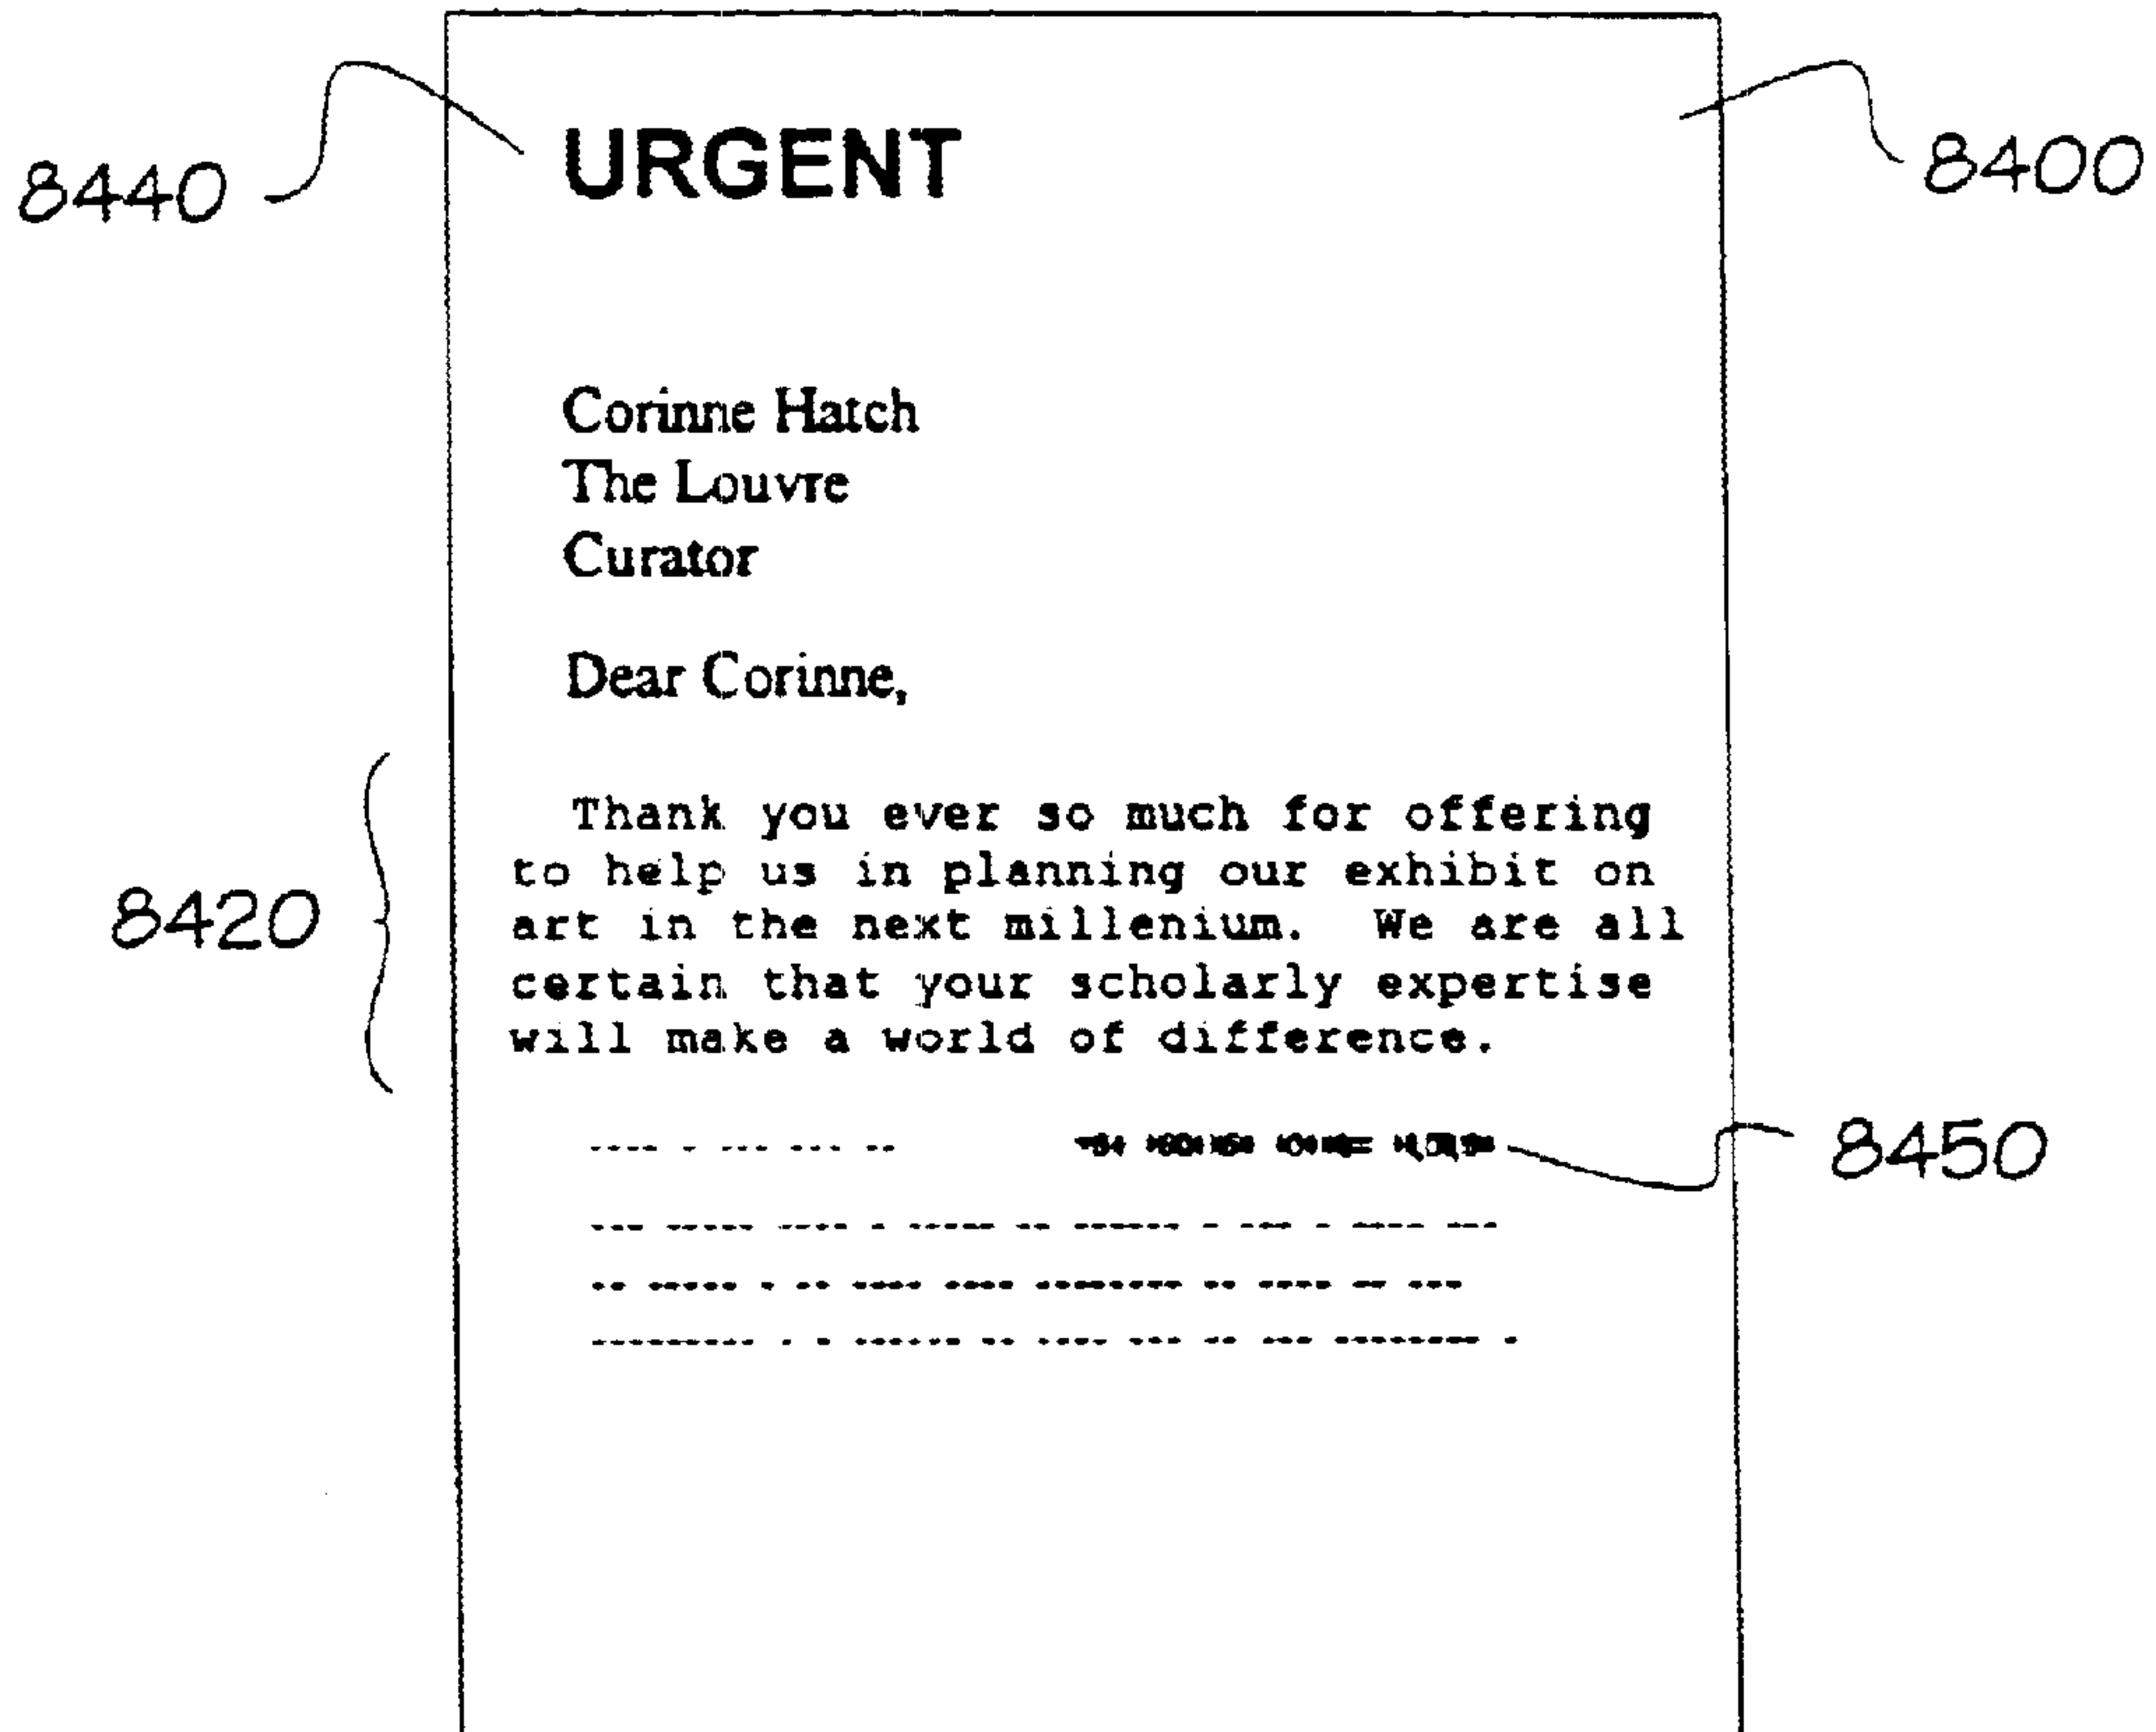 URGENT
8440
8400
Corinne Hatch
The Louvre
Curator
Dear Corinne,
8420
Thank you ever so much for offering
to help us in planning our exhibit on
art in the next millenium. We are all
certain that your scholarly expertise
will make a world of difference.
8450